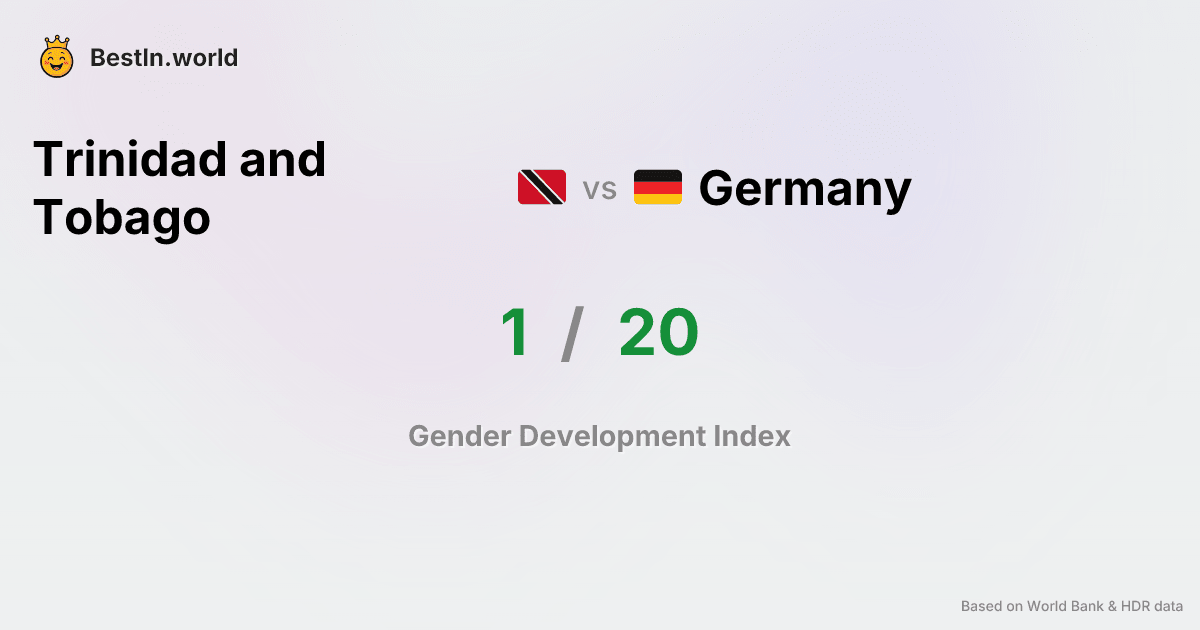 BestIn.world
Trinidad and
Tobago
vs
Germany
1 / 20
Gender Development Index
Based on World Bank & HDR data